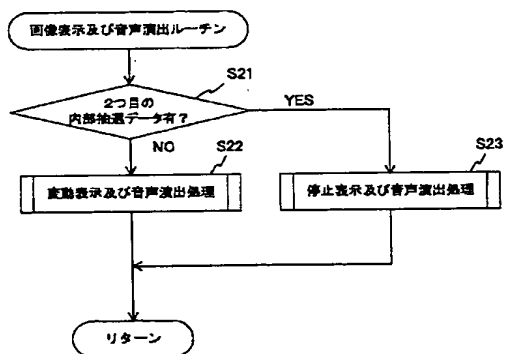 画像表示及び音声演出ルーチン
S21
2つ目の
内部抽選データ有?
YES
NO
S22
変動表示及び音声演出処理
S23
停止表示及び音声演出処理
リターン